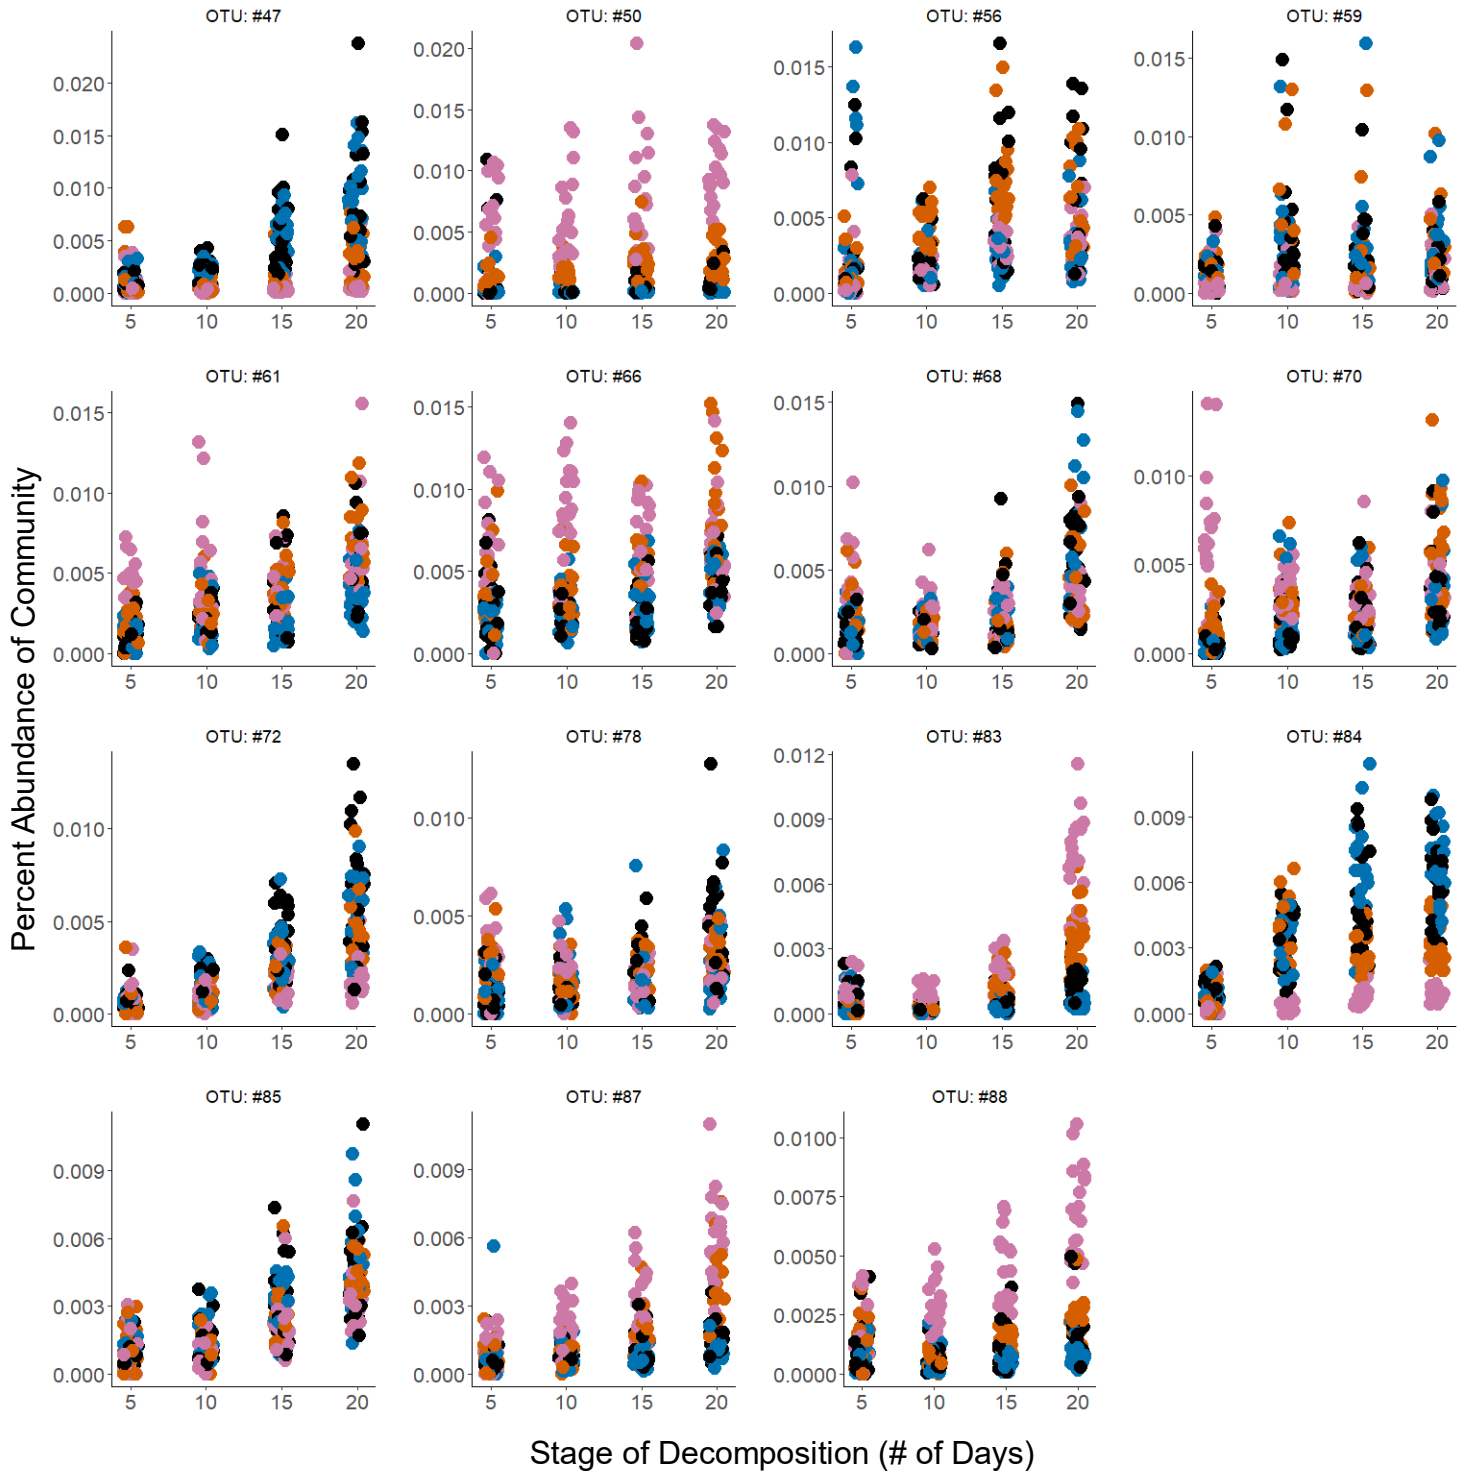 OTU: #47
0.020
0.015
0.010
0.005
0.000
5 10 15 20
OTU: #50
0.020
0.015
0.010
0.005
0.000
5 10 15 20
OTU: #56
0.015
0.010
0.005
0.000
5 10 15 20
OTU: #59
0.015
0.010
0.005
0.000
5 10 15 20
OTU: #61
0.015
0.010
0.005
0.000
5 10 15 20
OTU: #66
0.015
0.010
0.005
0.000
5 10 15 20
OTU: #68
0.015
0.010
0.005
0.000
5 10 15 20
OTU: #70
0.010
0.005
0.000
5 10 15 20
OTU: #72
0.010
0.005
0.000
5 10 15 20
OTU: #78
0.010
0.005
0.000
5 10 15 20
OTU: #83
0.012
0.009
0.006
0.003
0.000
5 10 15 20
OTU: #84
0.009
0.006
0.003
0.000
5 10 15 20
OTU: #85
0.009
0.006
0.003
0.000
5 10 15 20
OTU: #87
0.009
0.006
0.003
0.000
5 10 15 20
OTU: #88
0.0100
0.0075
0.0050
0.0025
0.0000
5 10 15 20
Percent Abundance of Community
Stage of Decomposition (# of Days)